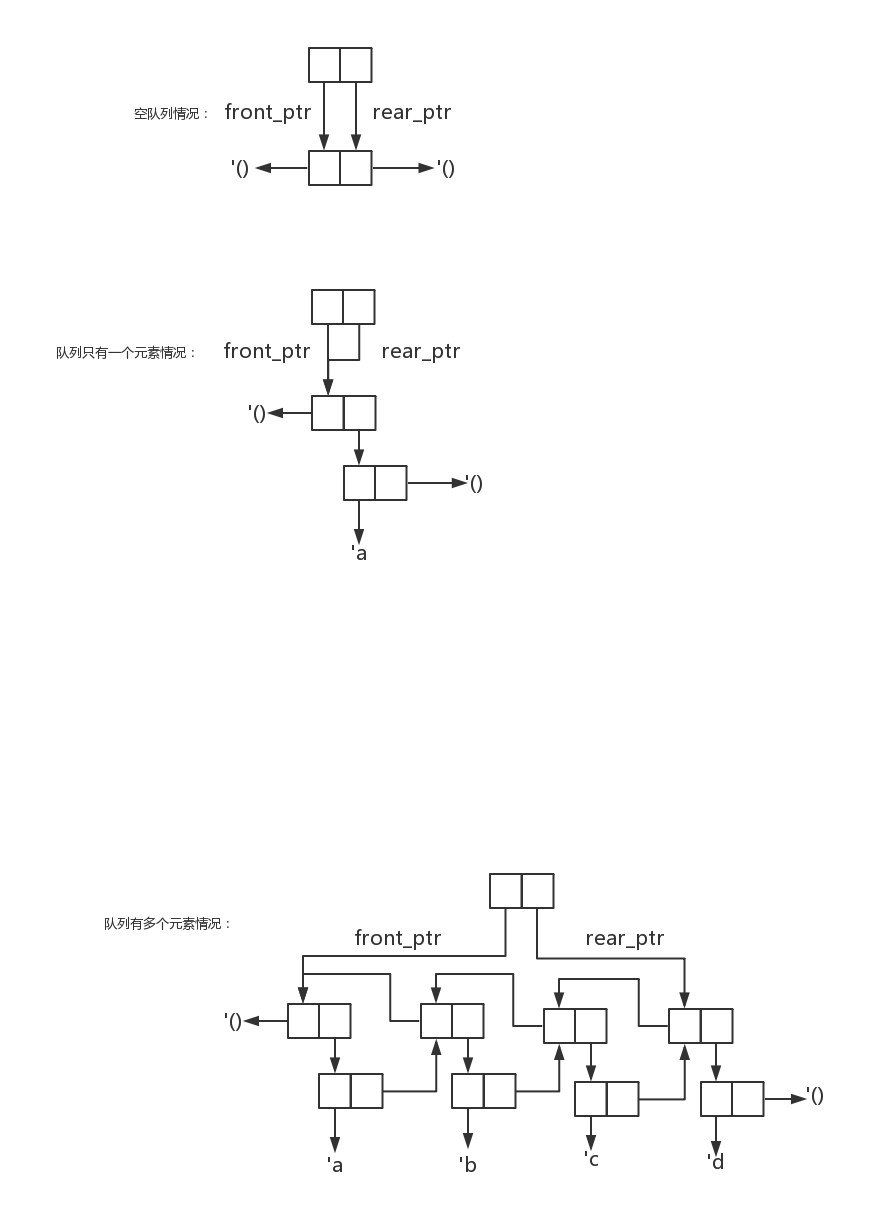 空队列情况： front_ptr rear_ptr
'() '()
队列只有一个元素情况： front_ptr rear_ptr
'()
'()
'a
队列有多个元素情况：
front_ptr rear_ptr
'()
'()
'a 'b 'c 'd